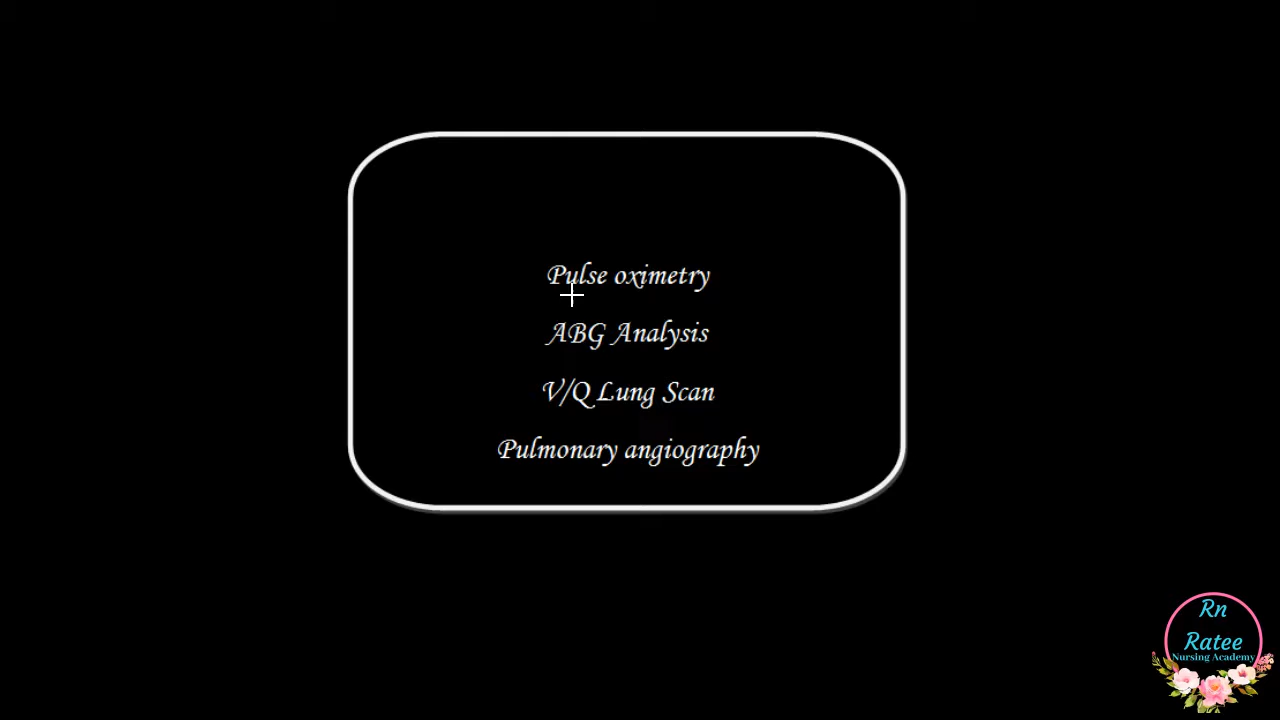 Pulse oximetry
ABG Analysis
V/Q Lung Scan
Pulmonary angiography
Rn
Ratee
Nursing Academy